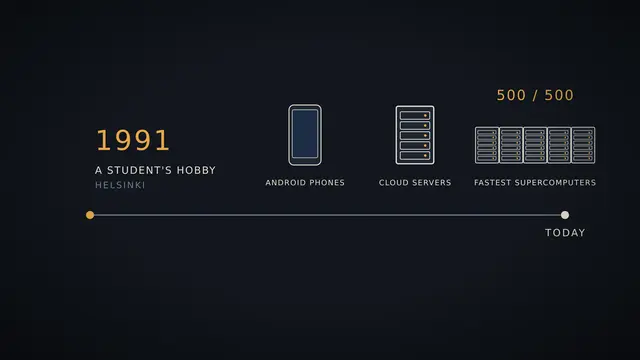 1991
A STUDENT'S HOBBY
HELSINKI
ANDROID PHONES
CLOUD SERVERS
500 / 500
FASTEST SUPERCOMPUTERS
TODAY